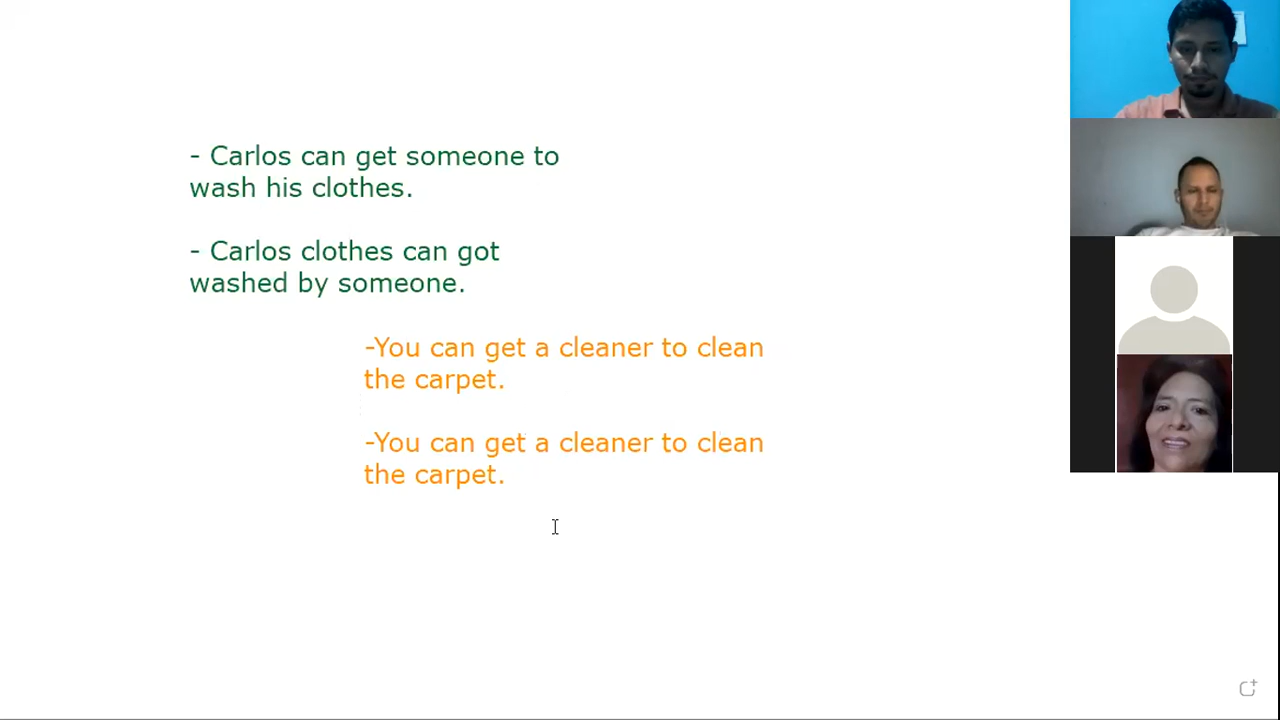 - Carlos can get someone to
wash his clothes.
- Carlos clothes can got
washed by someone.
-You can get a cleaner to clean
the carpet.
-You can get a cleaner to clean
the carpet.